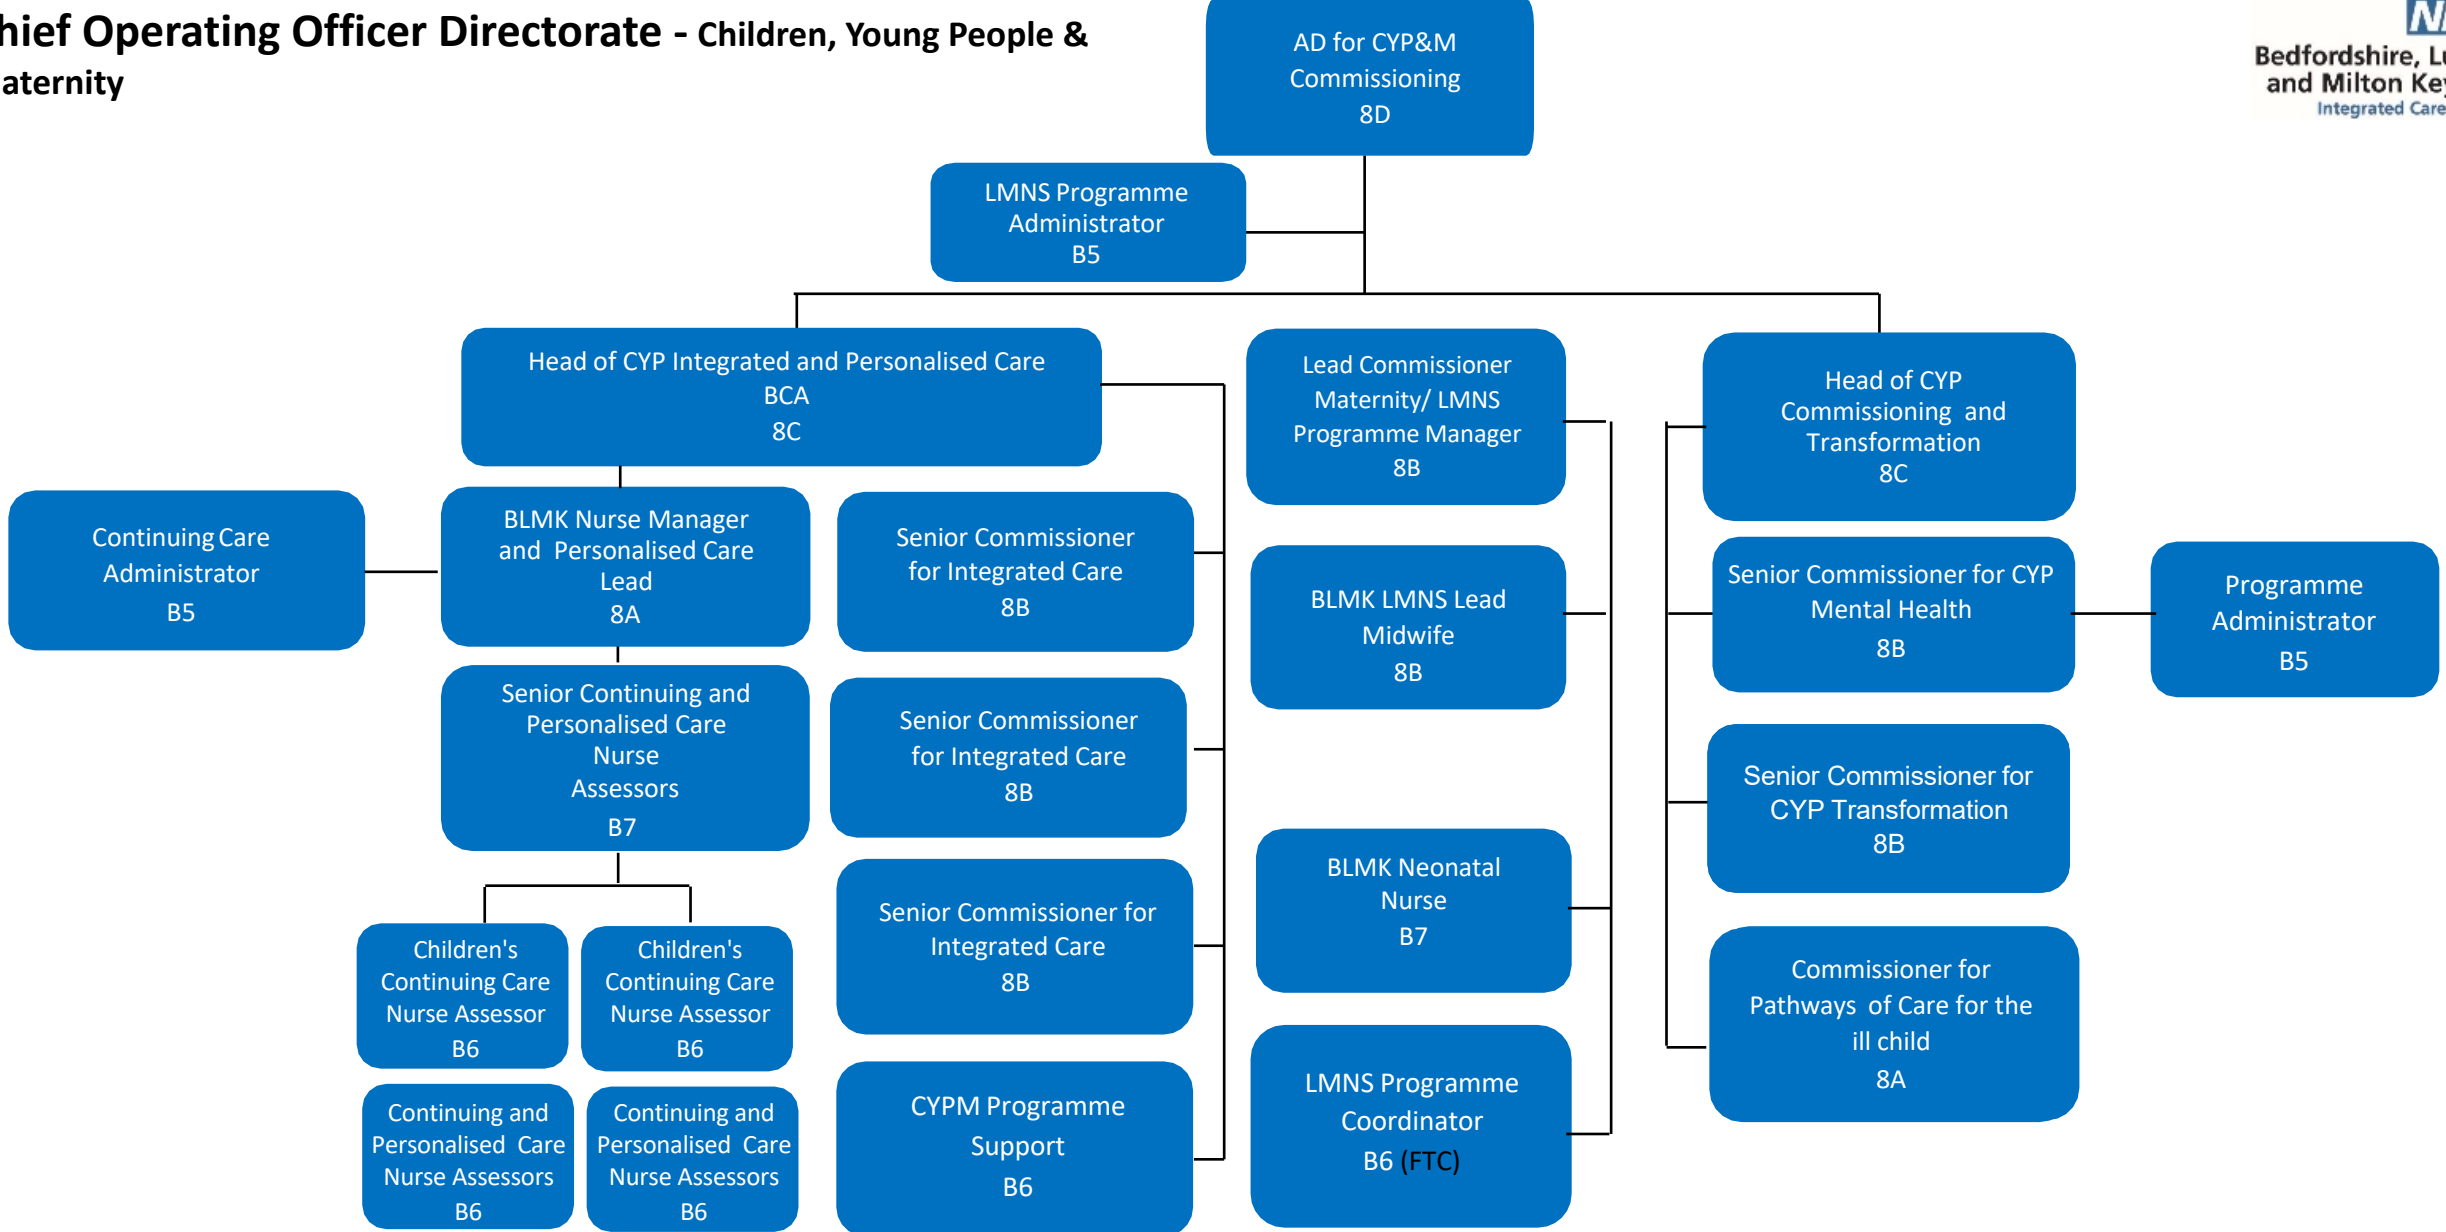 hief Operating Officer Directorate - Children, Young People &
aternity
AD for CYP&M
Commissioning
8D
Bedfordshire, Lu
and Milton Key
Integrated Care
LMNS Programme
Administrator
B5
Head of CYP Integrated and Personalised Care
BCA
8C
Lead Commissioner
Maternity/ LMNS
Programme Manager
8B
Head of CYP
Commissioning and
Transformation
8C
Continuing Care
Administrator
B5
BLMK Nurse Manager
and Personalised Care
Lead
8A
Senior Commissioner
for Integrated Care
8B
BLMK LMNS Lead
Midwife
8B
Senior Commissioner for CYP
Mental Health
8B
Programme
Administrator
B5
Senior Continuing and
Personalised Care
Nurse
Assessors
B7
Senior Commissioner
for Integrated Care
8B
Senior Commissioner for
CYP Transformation
8B
BLMK Neonatal
Nurse
B7
Senior Commissioner for
Integrated Care
8B
Children's
Continuing Care
Nurse Assessor
B6
Children's
Continuing Care
Nurse Assessor
B6
Commissioner for
Pathways of Care for the
ill child
8A
CYPM Programme
Support
B6
LMNS Programme
Coordinator
B6 (FTC)
Continuing and
Personalised Care
Nurse Assessors
B6
Continuing and
Personalised Care
Nurse Assessors
B6